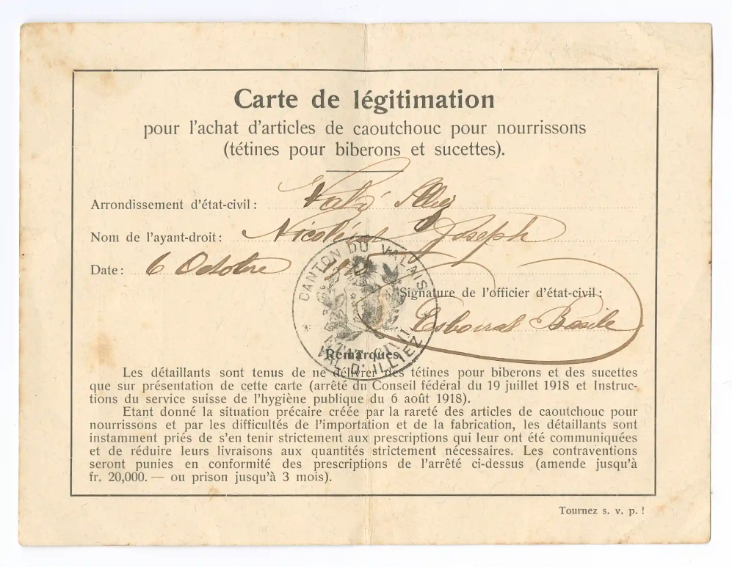 Carte de légitimation
pour l'achat d'articles de caoutchouc pour nourrissons
(tétines pour biberons et sucettes).
Arrondissement d'état-civil:
Nom de l'ayant-droit: Joseph
Date: 6 Octobre
CANTON DU VALAIS
Signature de l'officier d'état-civil:
Basile
VAL D'ILLIEZ
Remarques.
Les détaillants sont tenus de ne délivrer des tétines pour biberons et des sucettes
que sur présentation de cette carte (arrêté du Conseil fédéral du 19 juillet 1918 et Instruc-
tions du service suisse de l'hygiène publique du 6 août 1918).
Etant donné la situation précaire créée par la rareté des articles de caoutchouc pour
nourrissons et par les difficultés de l'importation et de la fabrication, les détaillants sont
instamment priés de s'en tenir strictement aux prescriptions qui leur ont été communiquées
et de réduire leurs livraisons aux quantités strictement nécessaires. Les contraventions
seront punies en conformité des prescriptions de l'arrêté ci-dessus (amende jusqu'à
fr. 20,000. — ou prison jusqu'à 3 mois).
Tournez s. v. p. !